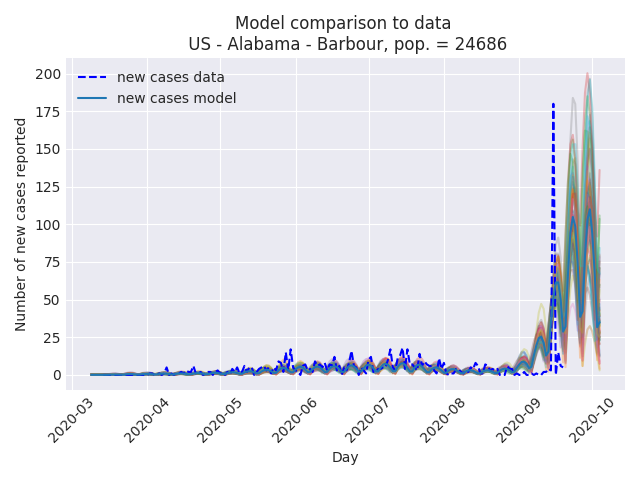 Model comparison to data
US - Alabama - Barbour, pop. = 24686
new cases data
new cases model
Number of new cases reported
200
175
150
125
100
75
50
25
0
2020-03
2020-04
2020-05
2020-06
2020-07
2020-08
2020-09
2020-10
Day